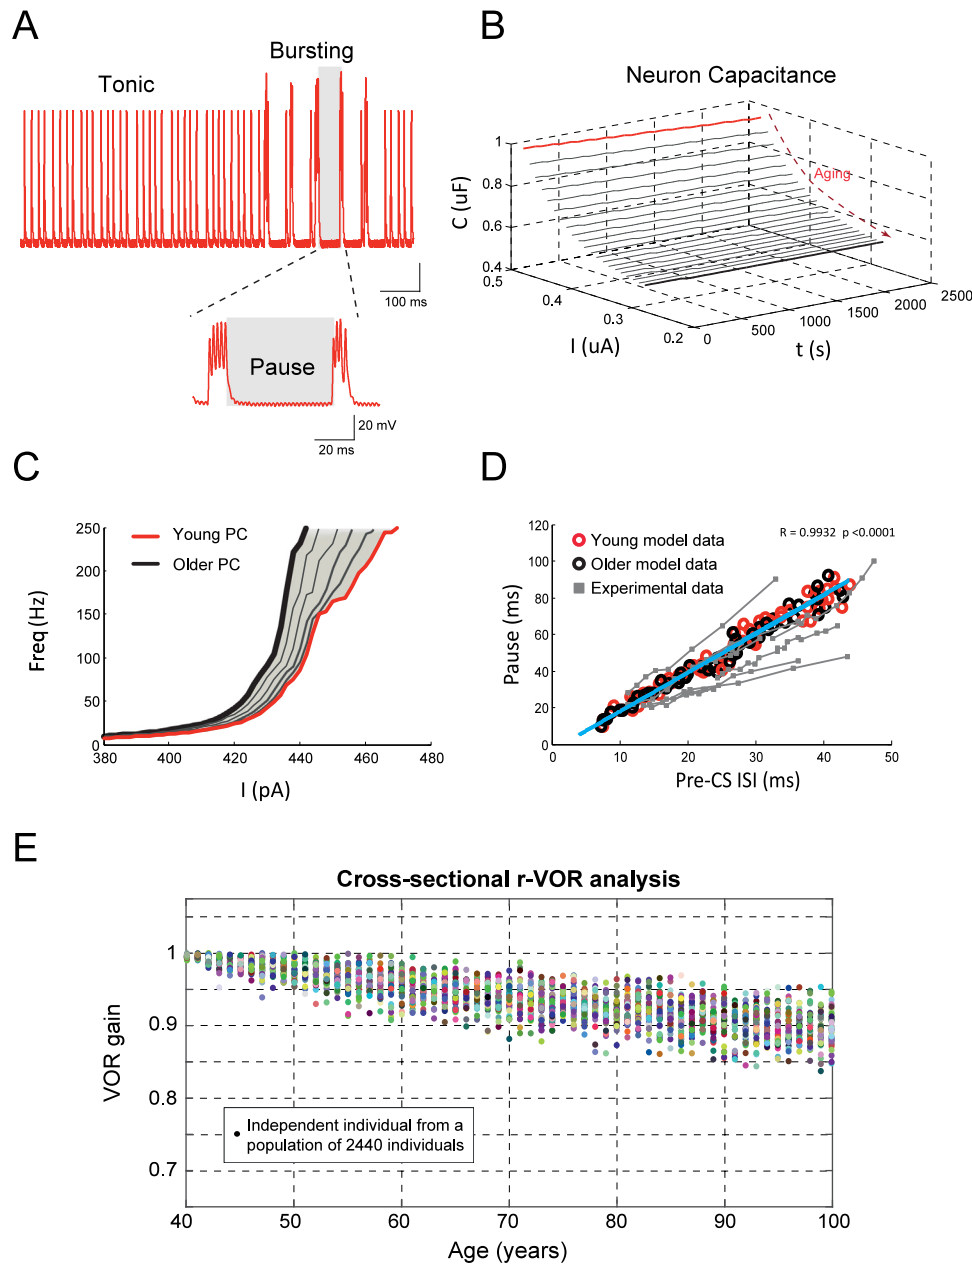 A
Tonic
Bursting
100 ms
Pause
20 mV
20 ms
B
Neuron Capacitance
1
0.8
0.6
0.4
C (uF)
Aging
0.5
0.4
0.3
0.2
I (uA)
0
500
1000
1500
2000
2500
t (s)
C
250
200
150
100
50
0
Freq (Hz)
Young PC
Older PC
380
400
420
440
460
480
I (pA)
D
120
100
80
60
40
20
0
Pause (ms)
R = 0.9932 p <0.0001
Young model data
Older model data
Experimental data
0
10
20
30
40
50
Pre-CS ISI (ms)
E
Cross-sectional r-VOR analysis
1
0.9
0.8
0.7
VOR gain
Independent individual from a
population of 2440 individuals
40
50
60
70
80
90
100
Age (years)